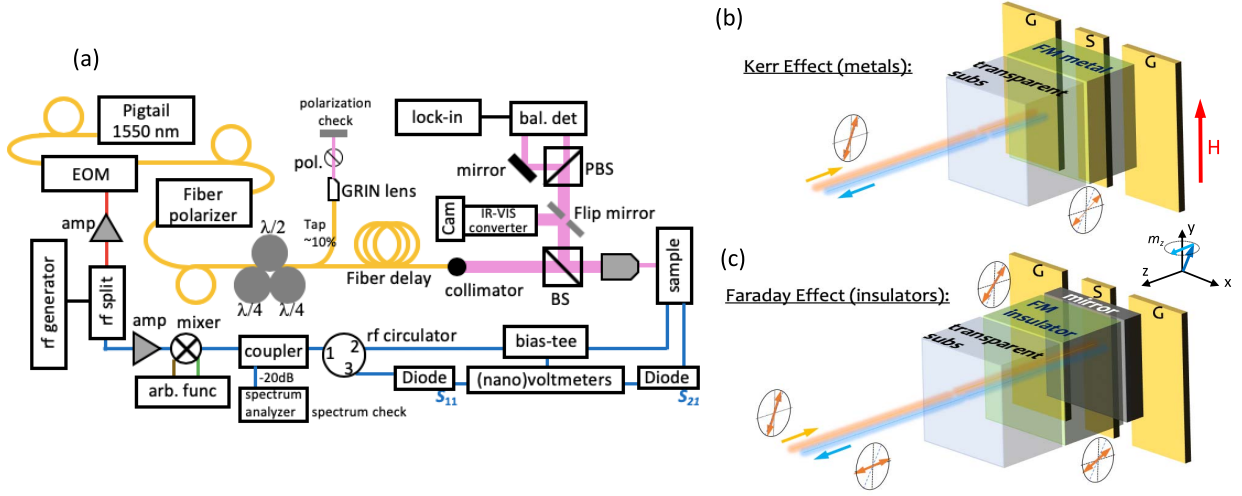 (a)
Pigtail
1550 nm
EOM
Fiber
polarizer
amp
rf generator
rf split
amp
mixer
arb. func
coupler
-20dB
spectrum
analyzer
spectrum check
1
2
3
rf circulator
Diode
S11
bias-tee
(nano)voltmeters
Diode
S21
λ/2
λ/4
λ/4
polarization
check
pol.
GRIN lens
Tap
~10%
Fiber delay
collimator
BS
sample
lock-in
bal. det
mirror
PBS
Cam
IR-VIS
converter
Flip mirror
(b)
Kerr Effect (metals):
G
S
G
FM metal
transparent
subs
H
(c)
Faraday Effect (insulators):
G
S
G
mirror
FM
insulator
transparent
subs
mz
y
z
x